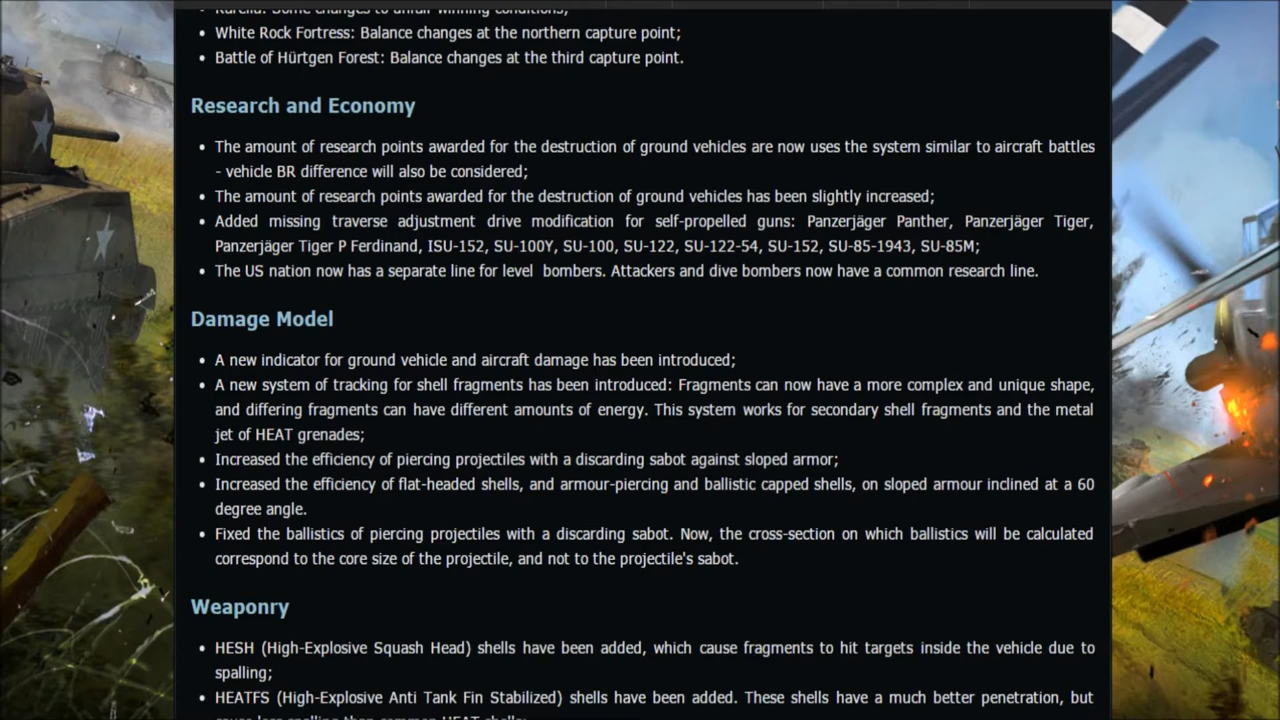 Karelia: Some changes to unfair winning conditions;
White Rock Fortress: Balance changes at the northern capture point;
Battle of Hürtgen Forest: Balance changes at the third capture point.
Research and Economy
The amount of research points awarded for the destruction of ground vehicles are now uses the system similar to aircraft battles
- vehicle BR difference will also be considered;
The amount of research points awarded for the destruction of ground vehicles has been slightly increased;
Added missing traverse adjustment drive modification for self-propelled guns: Panzerjäger Panther, Panzerjäger Tiger,
Panzerjäger Tiger P Ferdinand, ISU-152, SU-100Y, SU-100, SU-122, SU-122-54, SU-152, SU-85-1943, SU-85M;
The US nation now has a separate line for level bombers. Attackers and dive bombers now have a common research line.
Damage Model
A new indicator for ground vehicle and aircraft damage has been introduced;
A new system of tracking for shell fragments has been introduced: Fragments can now have a more complex and unique shape,
and differing fragments can have different amounts of energy. This system works for secondary shell fragments and the metal
jet of HEAT grenades;
Increased the efficiency of piercing projectiles with a discarding sabot against sloped armor;
Increased the efficiency of flat-headed shells, and armour-piercing and ballistic capped shells, on sloped armour inclined at a 60
degree angle.
Fixed the ballistics of piercing projectiles with a discarding sabot. Now, the cross-section on which ballistics will be calculated
correspond to the core size of the projectile, and not to the projectile's sabot.
Weaponry
HESH (High-Explosive Squash Head) shells have been added, which cause fragments to hit targets inside the vehicle due to
spalling;
HEATFS (High-Explosive Anti Tank Fin Stabilized) shells have been added. These shells have a much better penetration, but
cause less spalling than common HEAT shells;